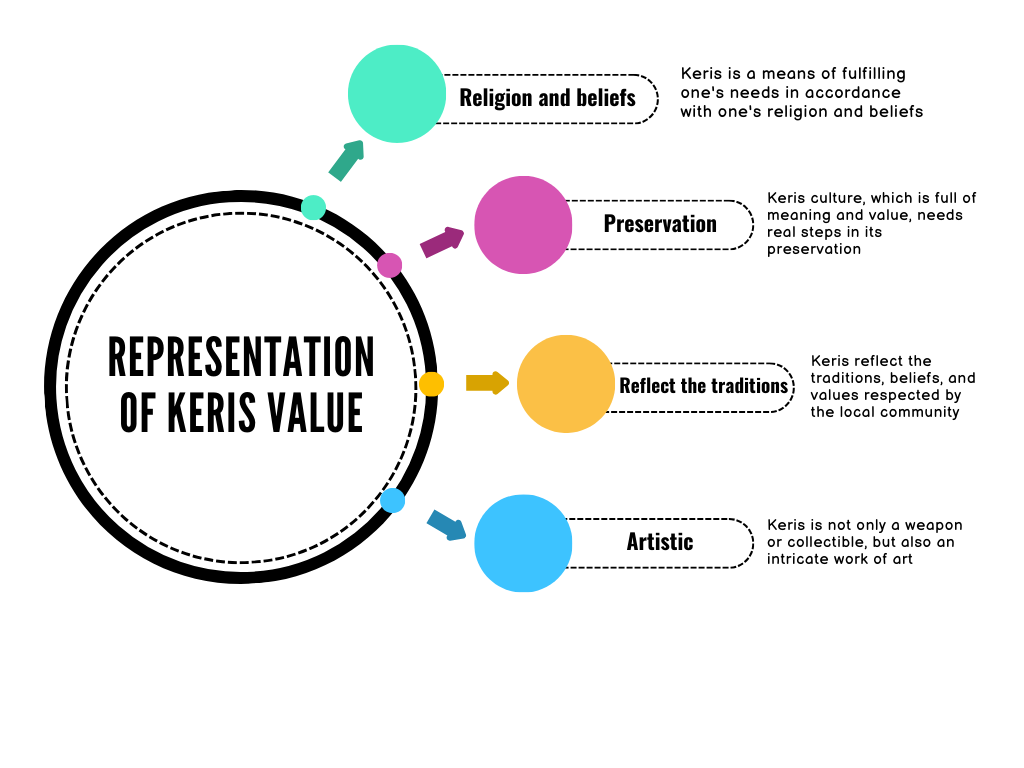 Religion and beliefs
Keris is a means of fulfilling
one's needs in accordance
with one's religion and beliefs
Preservation
Keris culture, which is full of
meaning and value, needs
real steps in its
preservation
REPRESENTATION
OF KERIS VALUE
Reflect the traditions
Keris reflect the
traditions, beliefs, and
values respected by
the local community
Artistic
Keris is not only a weapon
or collectible, but also an
intricate work of art